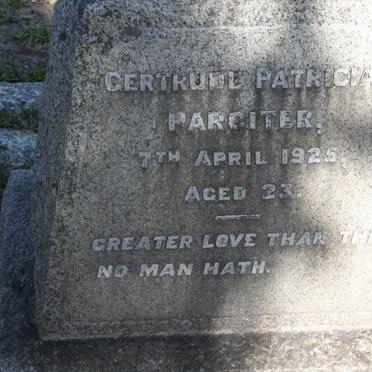 GERTRUDE PATRICIA
PARGITER,
7TH APRIL 1925,
AGED 23.
GREATER LOVE THAN
NO MAN HATH.